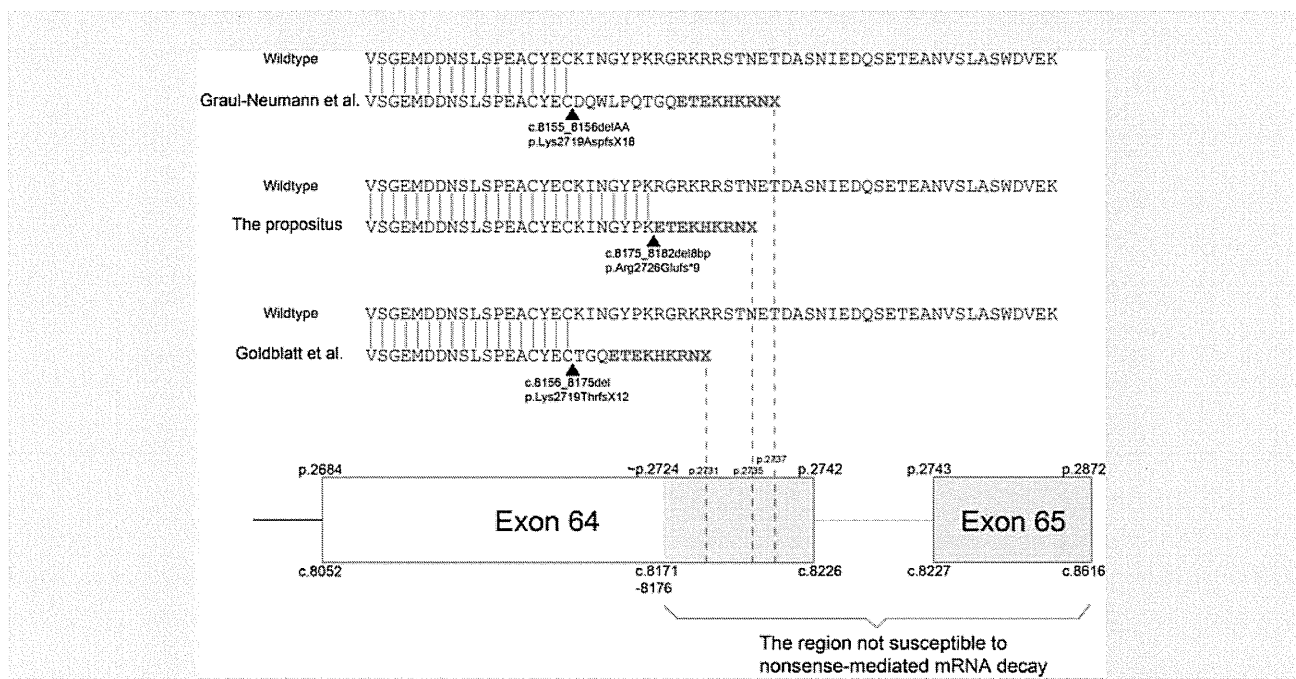 Wildtype VSGEMDDNSLSPEACYECKINGYPKRGRKRRSTNETDASNIEDQSETEANVSLASWDVEK
Graul-Neumann et al. VSGEMDDNSLSPEACYECDQWLPQTGQETEKHKRNX
c.8155_8156delAA
p.Lys2719AspfsX18
Wildtype VSGEMDDNSLSPEACYECKINGYPKRGRKRRSTNETDASNIEDQSETEANVSLASWDVEK
The propositus VSGEMDDNSLSPEACYECKINGYPKETEKHKRNX
c.8175_8182del8bp
p.Arg2726Glufs*9
Wildtype VSGEMDDNSLSPEACYECKINGYPKRGRKRRSTNETDASNIEDQSETEANVSLASWDVEK
Goldblatt et al. VSGEMDDNSLSPEACYECTGQETEKHKRNX
c.8156_8175del
p.Lys2719ThrfsX12
p.2684 ~p.2724 p.2731 p.2735 p.2737 p.2742 p.2743 p.2872
Exon 64 Exon 65
c.8052 c.8171 c.8226 c.8227 c.8616
-8176
The region not susceptible to
nonsense-mediated mRNA decay